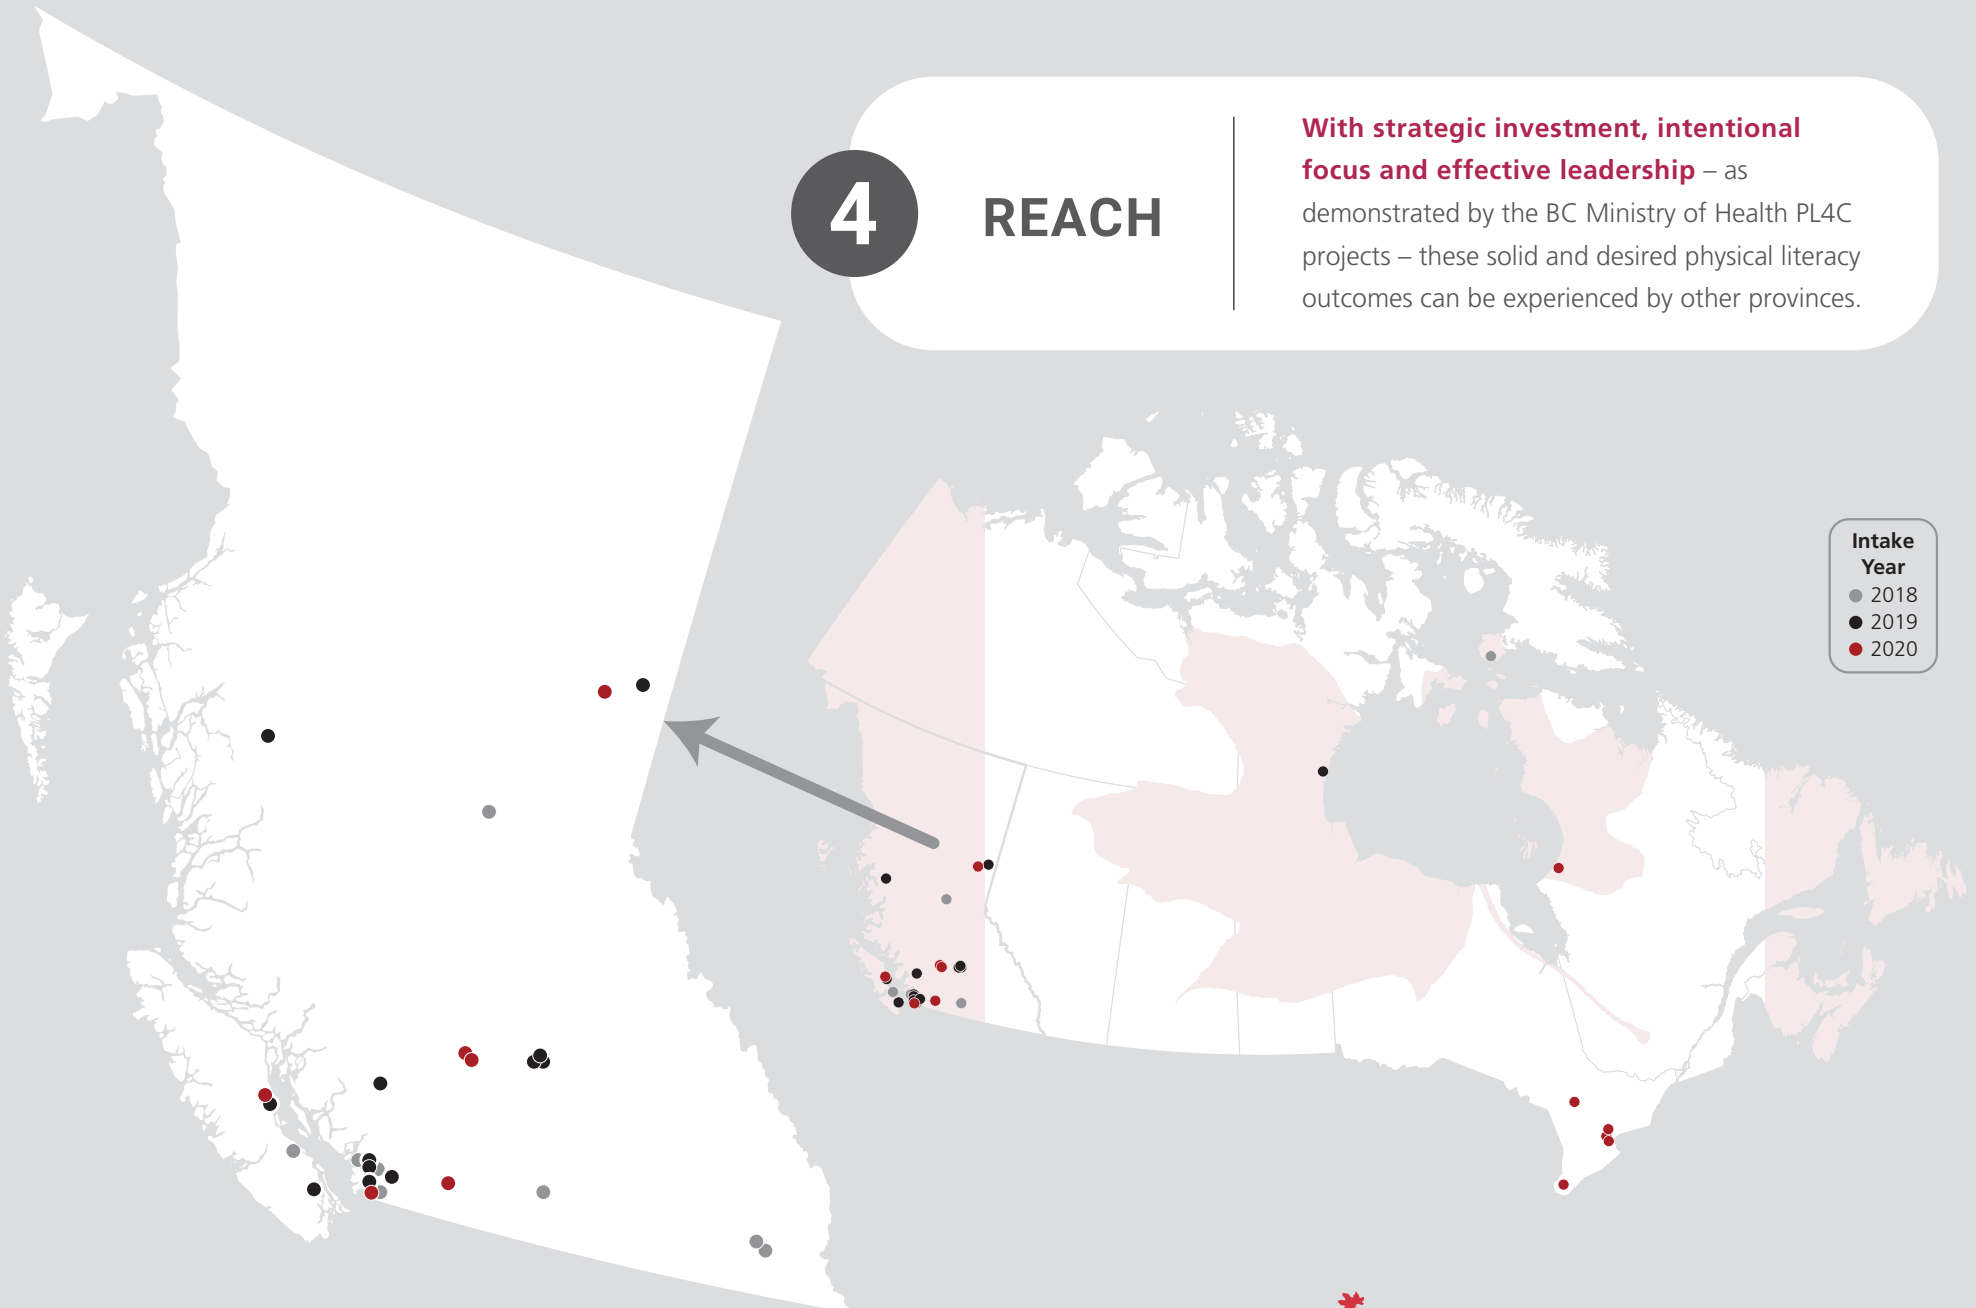 4
REACH
With strategic investment, intentional
focus and effective leadership – as
demonstrated by the BC Ministry of Health PL4C
projects – these solid and desired physical literacy
outcomes can be experienced by other provinces.
Intake
Year
2018
2019
2020